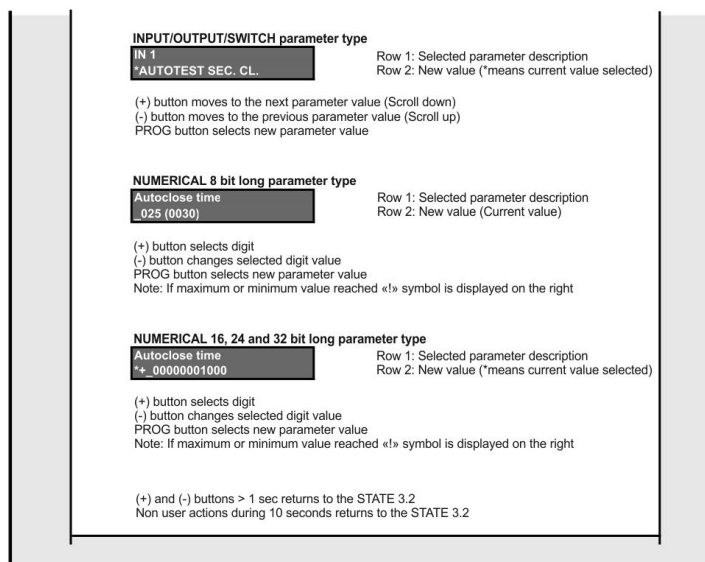 INPUT/OUTPUT/SWITCH parameter type
IN 1
*AUTOTEST SEC. CL.
Row 1: Selected parameter description
Row 2: New value (*means current value selected)
(+) button moves to the next parameter value (Scroll down)
(-) button moves to the previous parameter value (Scroll up)
PROG button selects new parameter value
NUMERICAL 8 bit long parameter type
Autoclose time
_025 (0030)
Row 1: Selected parameter description
Row 2: New value (Current value)
(+) button selects digit
(-) button changes selected digit value
PROG button selects new parameter value
Note: If maximum or minimum value reached «!» symbol is displayed on the right
NUMERICAL 16, 24 and 32 bit long parameter type
Autoclose time
*+_00000001000
Row 1: Selected parameter description
Row 2: New value (*means current value selected)
(+) button selects digit
(-) button changes selected digit value
PROG button selects new parameter value
Note: If maximum or minimum value reached «!» symbol is displayed on the right
(+) and (-) buttons > 1 sec returns to the STATE 3.2
Non user actions during 10 seconds returns to the STATE 3.2